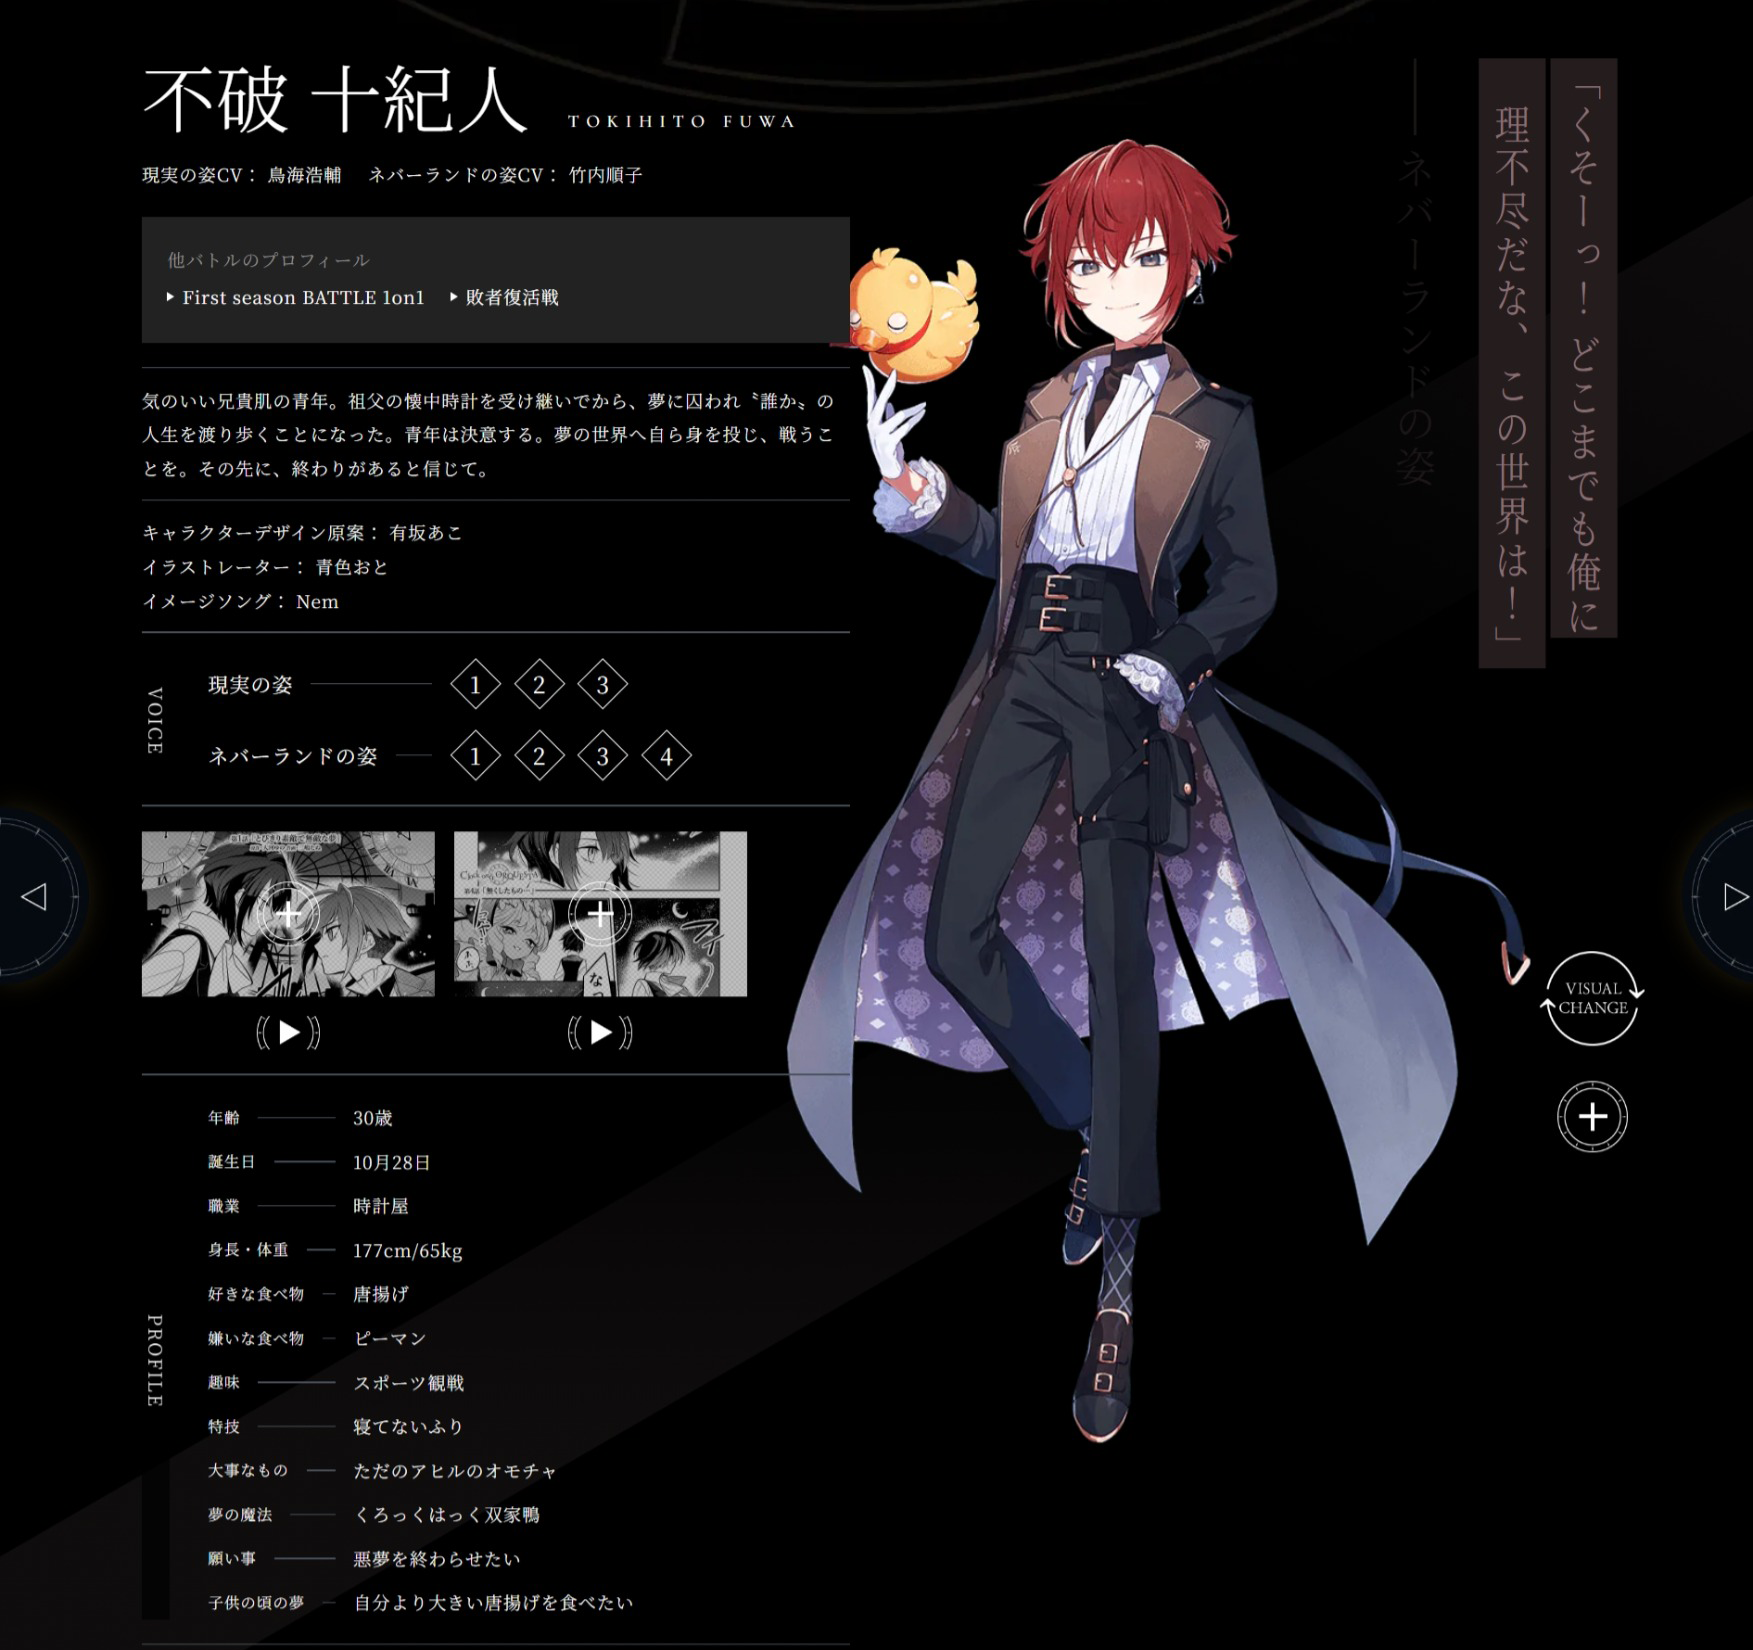 不破 十紀人 TOKIHITO FUWA
現実の姿CV： 鳥海浩輔 ネバーランドの姿CV： 竹内順子
他バトルのプロフィール
First season BATTLE 1on1 敗者復活戦
気のいい兄貴肌の青年。祖父の懐中時計を受け継いでから、夢に囚われ〝誰か〟の
人生を渡り歩くことになった。青年は決意する。夢の世界へ自ら身を投じ、戦うこ
とを。その先に、終わりがあると信じて。
キャラクターデザイン原案： 有坂あこ
イラストレーター： 青色おと
イメージソング： Nem
VOICE
現実の姿 1 2 3
ネバーランドの姿 1 2 3 4
Clock over ORQUESTA
第4話「無くしたもの…」
PROFILE
年齢 30歳
誕生日 10月28日
職業 時計屋
身長・体重 177cm/65kg
好きな食べ物 唐揚げ
嫌いな食べ物 ピーマン
趣味 スポーツ観戦
特技 寝てないふり
大事なもの ただのアヒルのオモチャ
夢の魔法 くろっくはっく双家鴨
願い事 悪夢を終わらせたい
子供の頃の夢 自分より大きい唐揚げを食べたい
「くそーっ！どこまでも俺に
理不尽だな、この世界は！」
――ネバーランドの姿
VISUAL
CHANGE